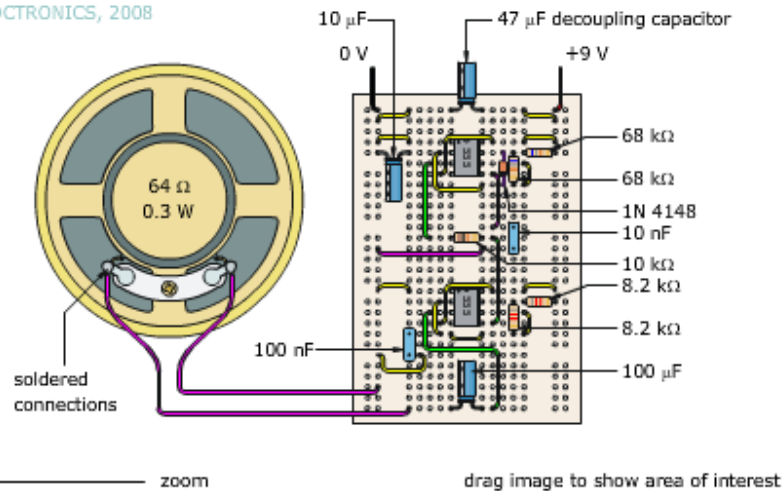 OCTRONICS, 2008
10 μF
47 μF decoupling capacitor
0 V
+9 V
68 kΩ
555
68 kΩ
64 Ω
0.3 W
1N 4148
10 nF
10 kΩ
8.2 kΩ
555
8.2 kΩ
100 nF
100 μF
soldered
connections
zoom
drag image to show area of interest